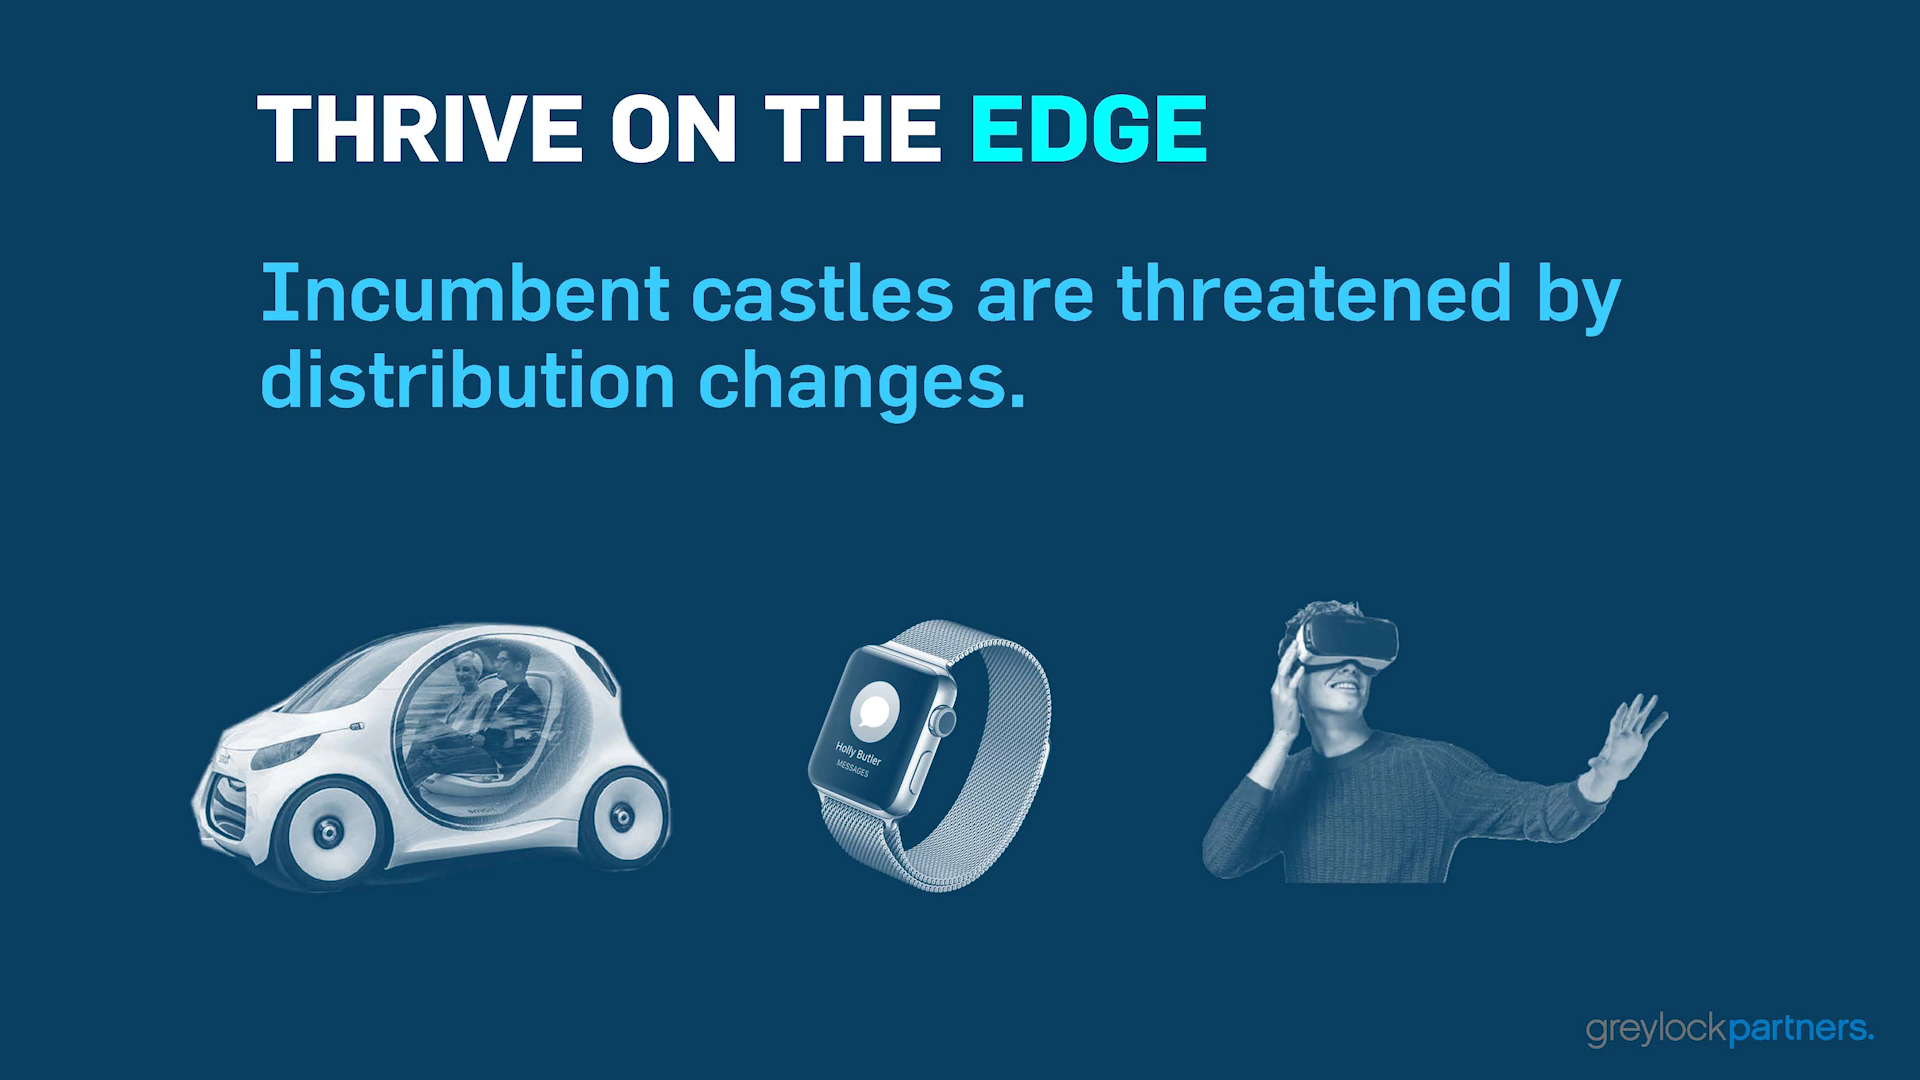 THRIVE ON THE EDGE
Incumbent castles are threatened by
distribution changes.
Holly Butler
MESSAGES
greylockpartners.